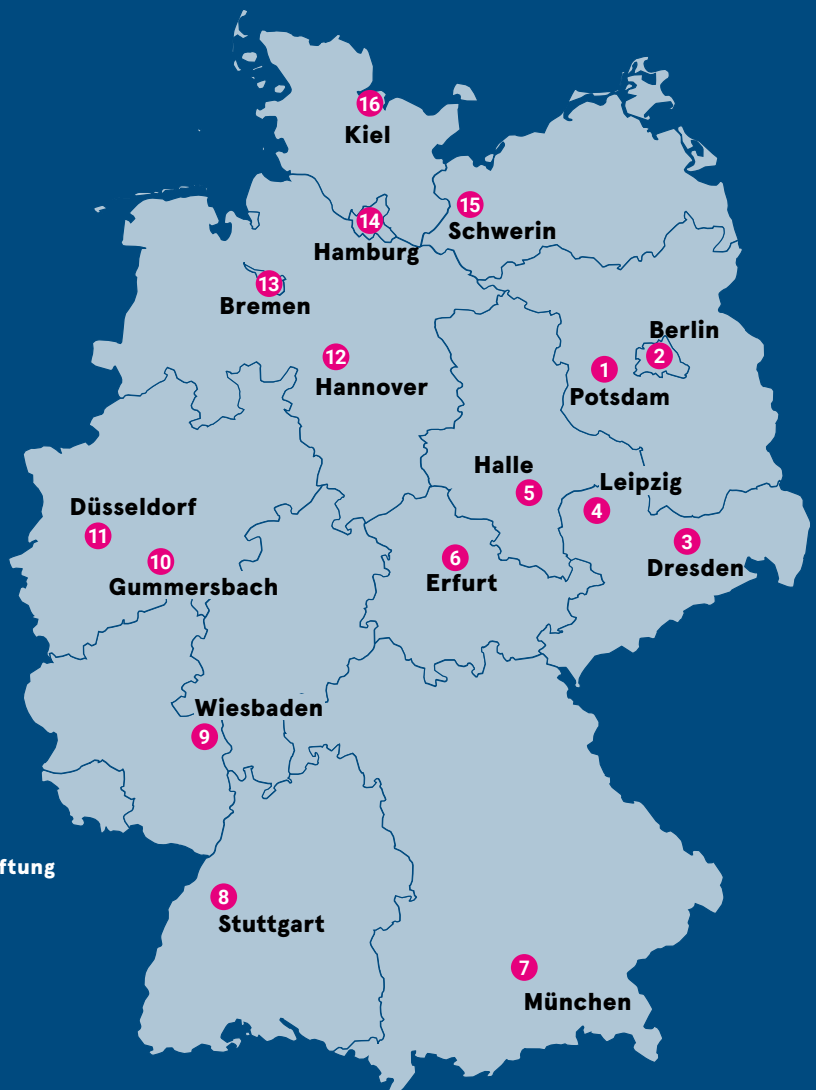 16
Kiel
15
14
Schwerin
Hamburg
13
Bremen
Berlin
12
2
1
Hannover
Potsdam
Halle
Leipzig
5
Düsseldorf
4
11
3
6
10
Dresden
Erfurt
Gummersbach
Wiesbaden
9
ftung
8
Stuttgart
7
München